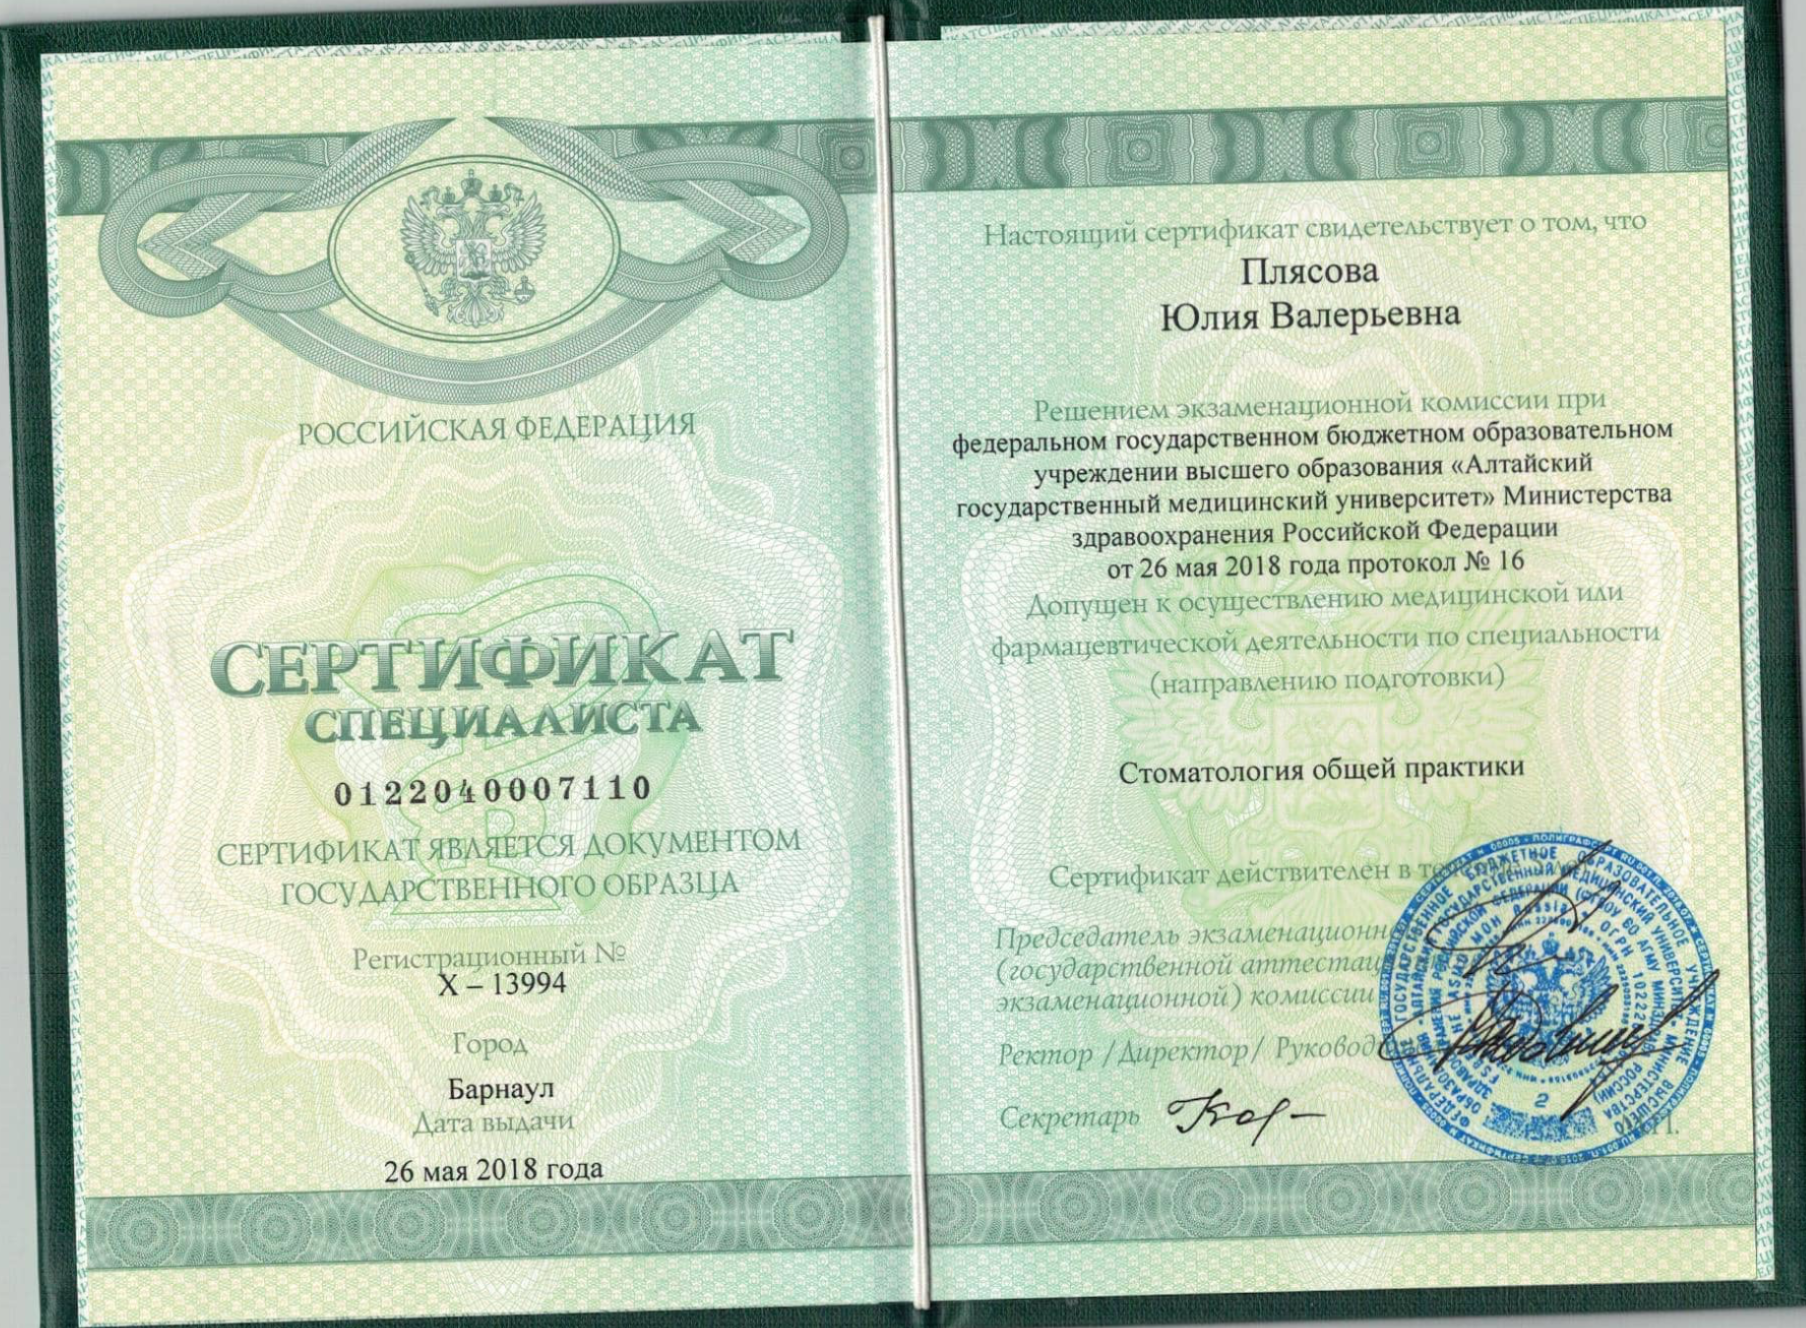 РОССИЙСКАЯ ФЕДЕРАЦИЯ
СЕРТИФИКАТ
СПЕЦИАЛИСТА
0122040007110
СЕРТИФИКАТ ЯВЛЯЕТСЯ ДОКУМЕНТОМ
ГОСУДАРСТВЕННОГО ОБРАЗЦА
Регистрационный №
Х – 13994
Город
Барнаул
Дата выдачи
26 мая 2018 года
Настоящий сертификат свидетельствует о том, что
Плясова
Юлия Валерьевна
Решением экзаменационной комиссии при
федеральном государственном бюджетном образовательном
учреждении высшего образования «Алтайский
государственный медицинский университет» Министерства
здравоохранения Российской Федерации
от 26 мая 2018 года протокол № 16
Допущен к осуществлению медицинской или
фармацевтической деятельности по специальности
(направлению подготовки)
Стоматология общей практики
Сертификат действителен в
Председатель
(государственной
экзаменационной) комиссии
Ректор /Директор/
Секретарь
2